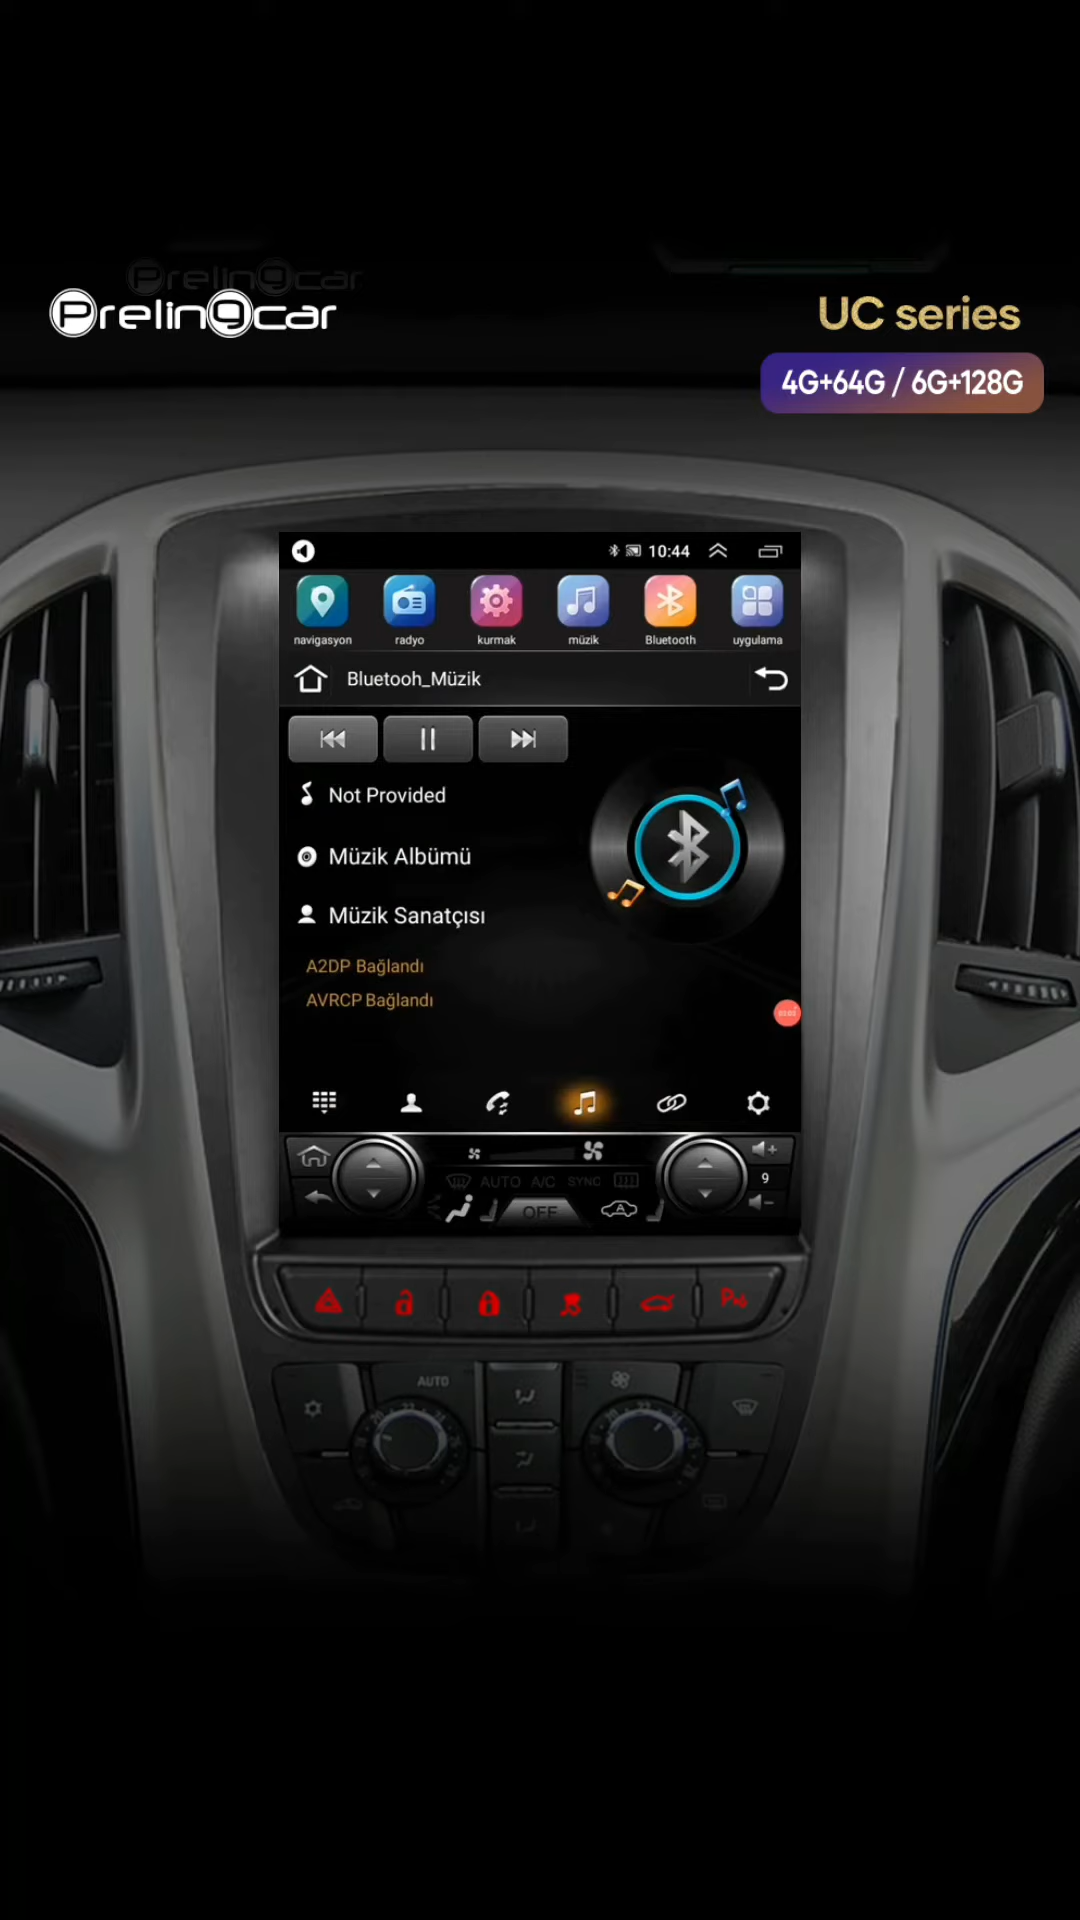 Prelingcar
Prelingcar
UC series
4G+64G / 6G+128G
10:44
navigasyon
radyo
kurmak
müzik
Bluetooth
uygulama
Bluetooh_Müzik
Not Provided
Müzik Albümü
Müzik Sanatçısı
A2DP Bağlandı
AVRCP Bağlandı
AUTO A/C SYNC
9
OFF
A
AUTO